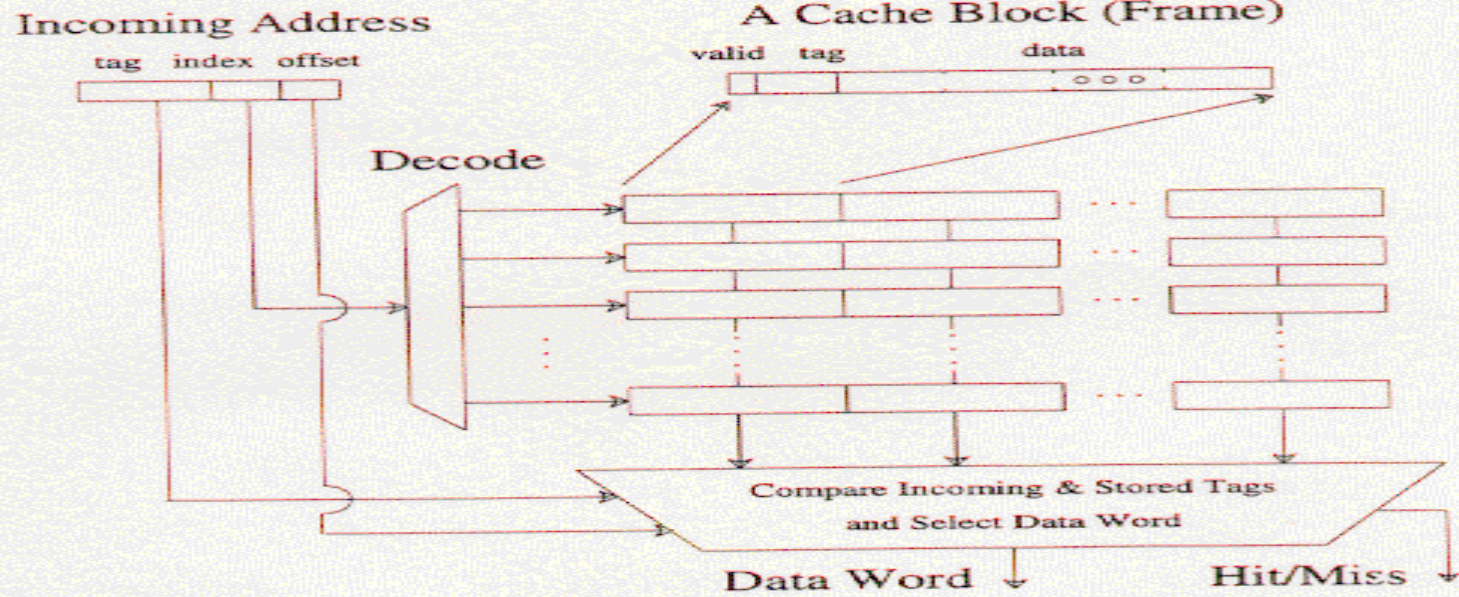 Incoming Address
A Cache Block (Frame)
tag index offset
valid tag data
Decode
Compare Incoming & Stored Tags
and Select Data Word
Data Word
Hit/Miss